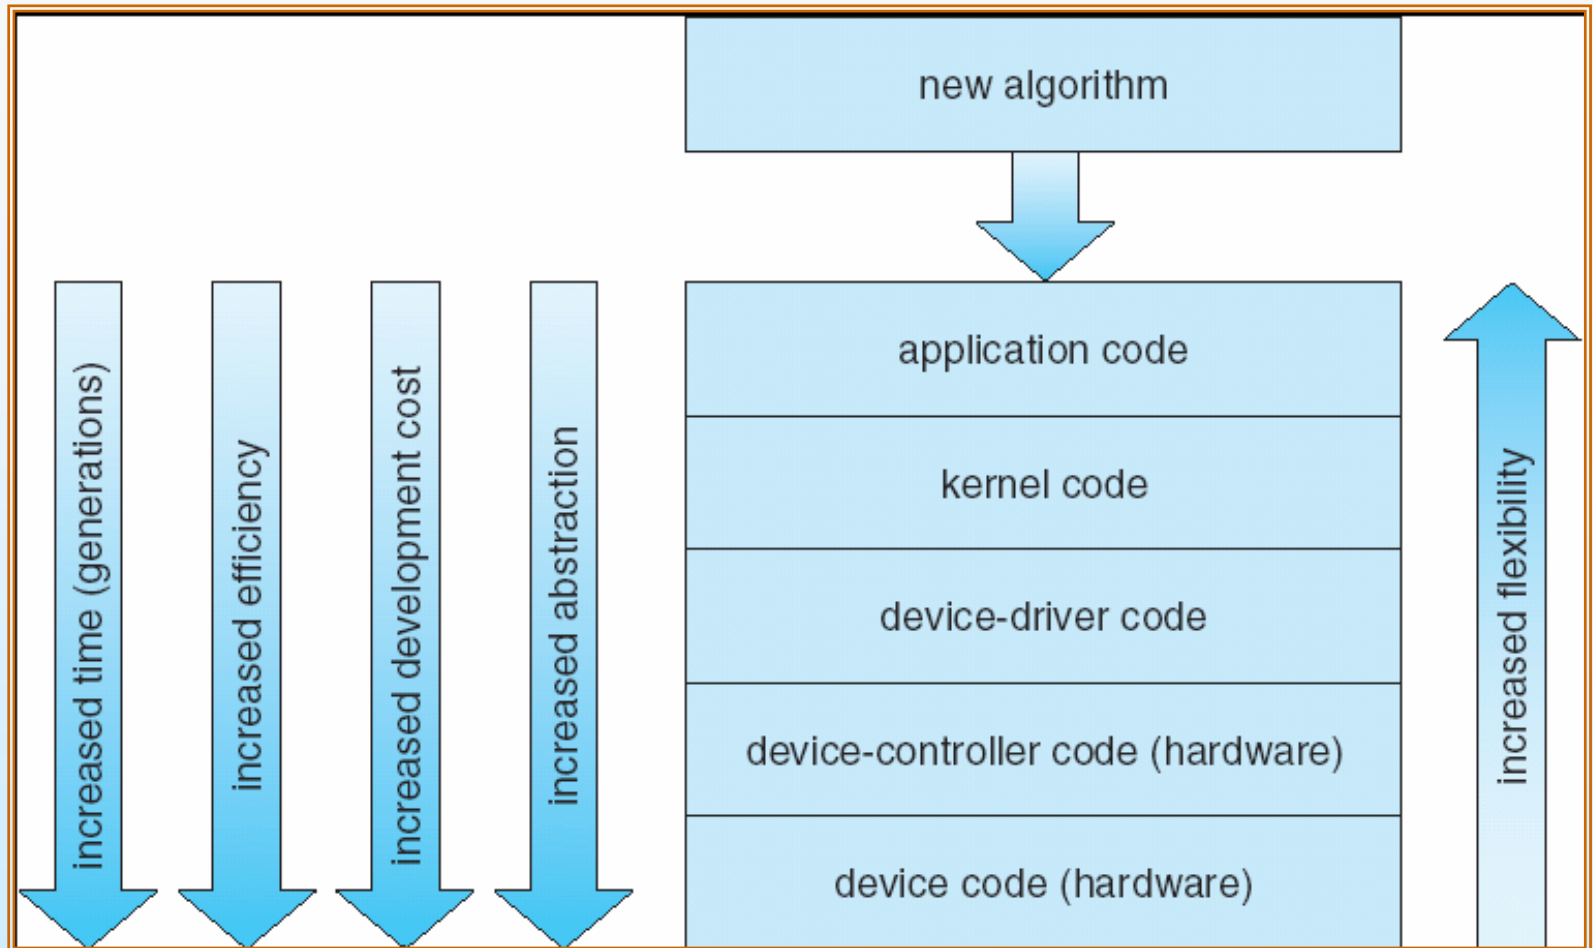 new algorithm
increased time (generations)
increased efficiency
increased development cost
increased abstraction
application code
kernel code
device-driver code
device-controller code (hardware)
device code (hardware)
increased flexibility